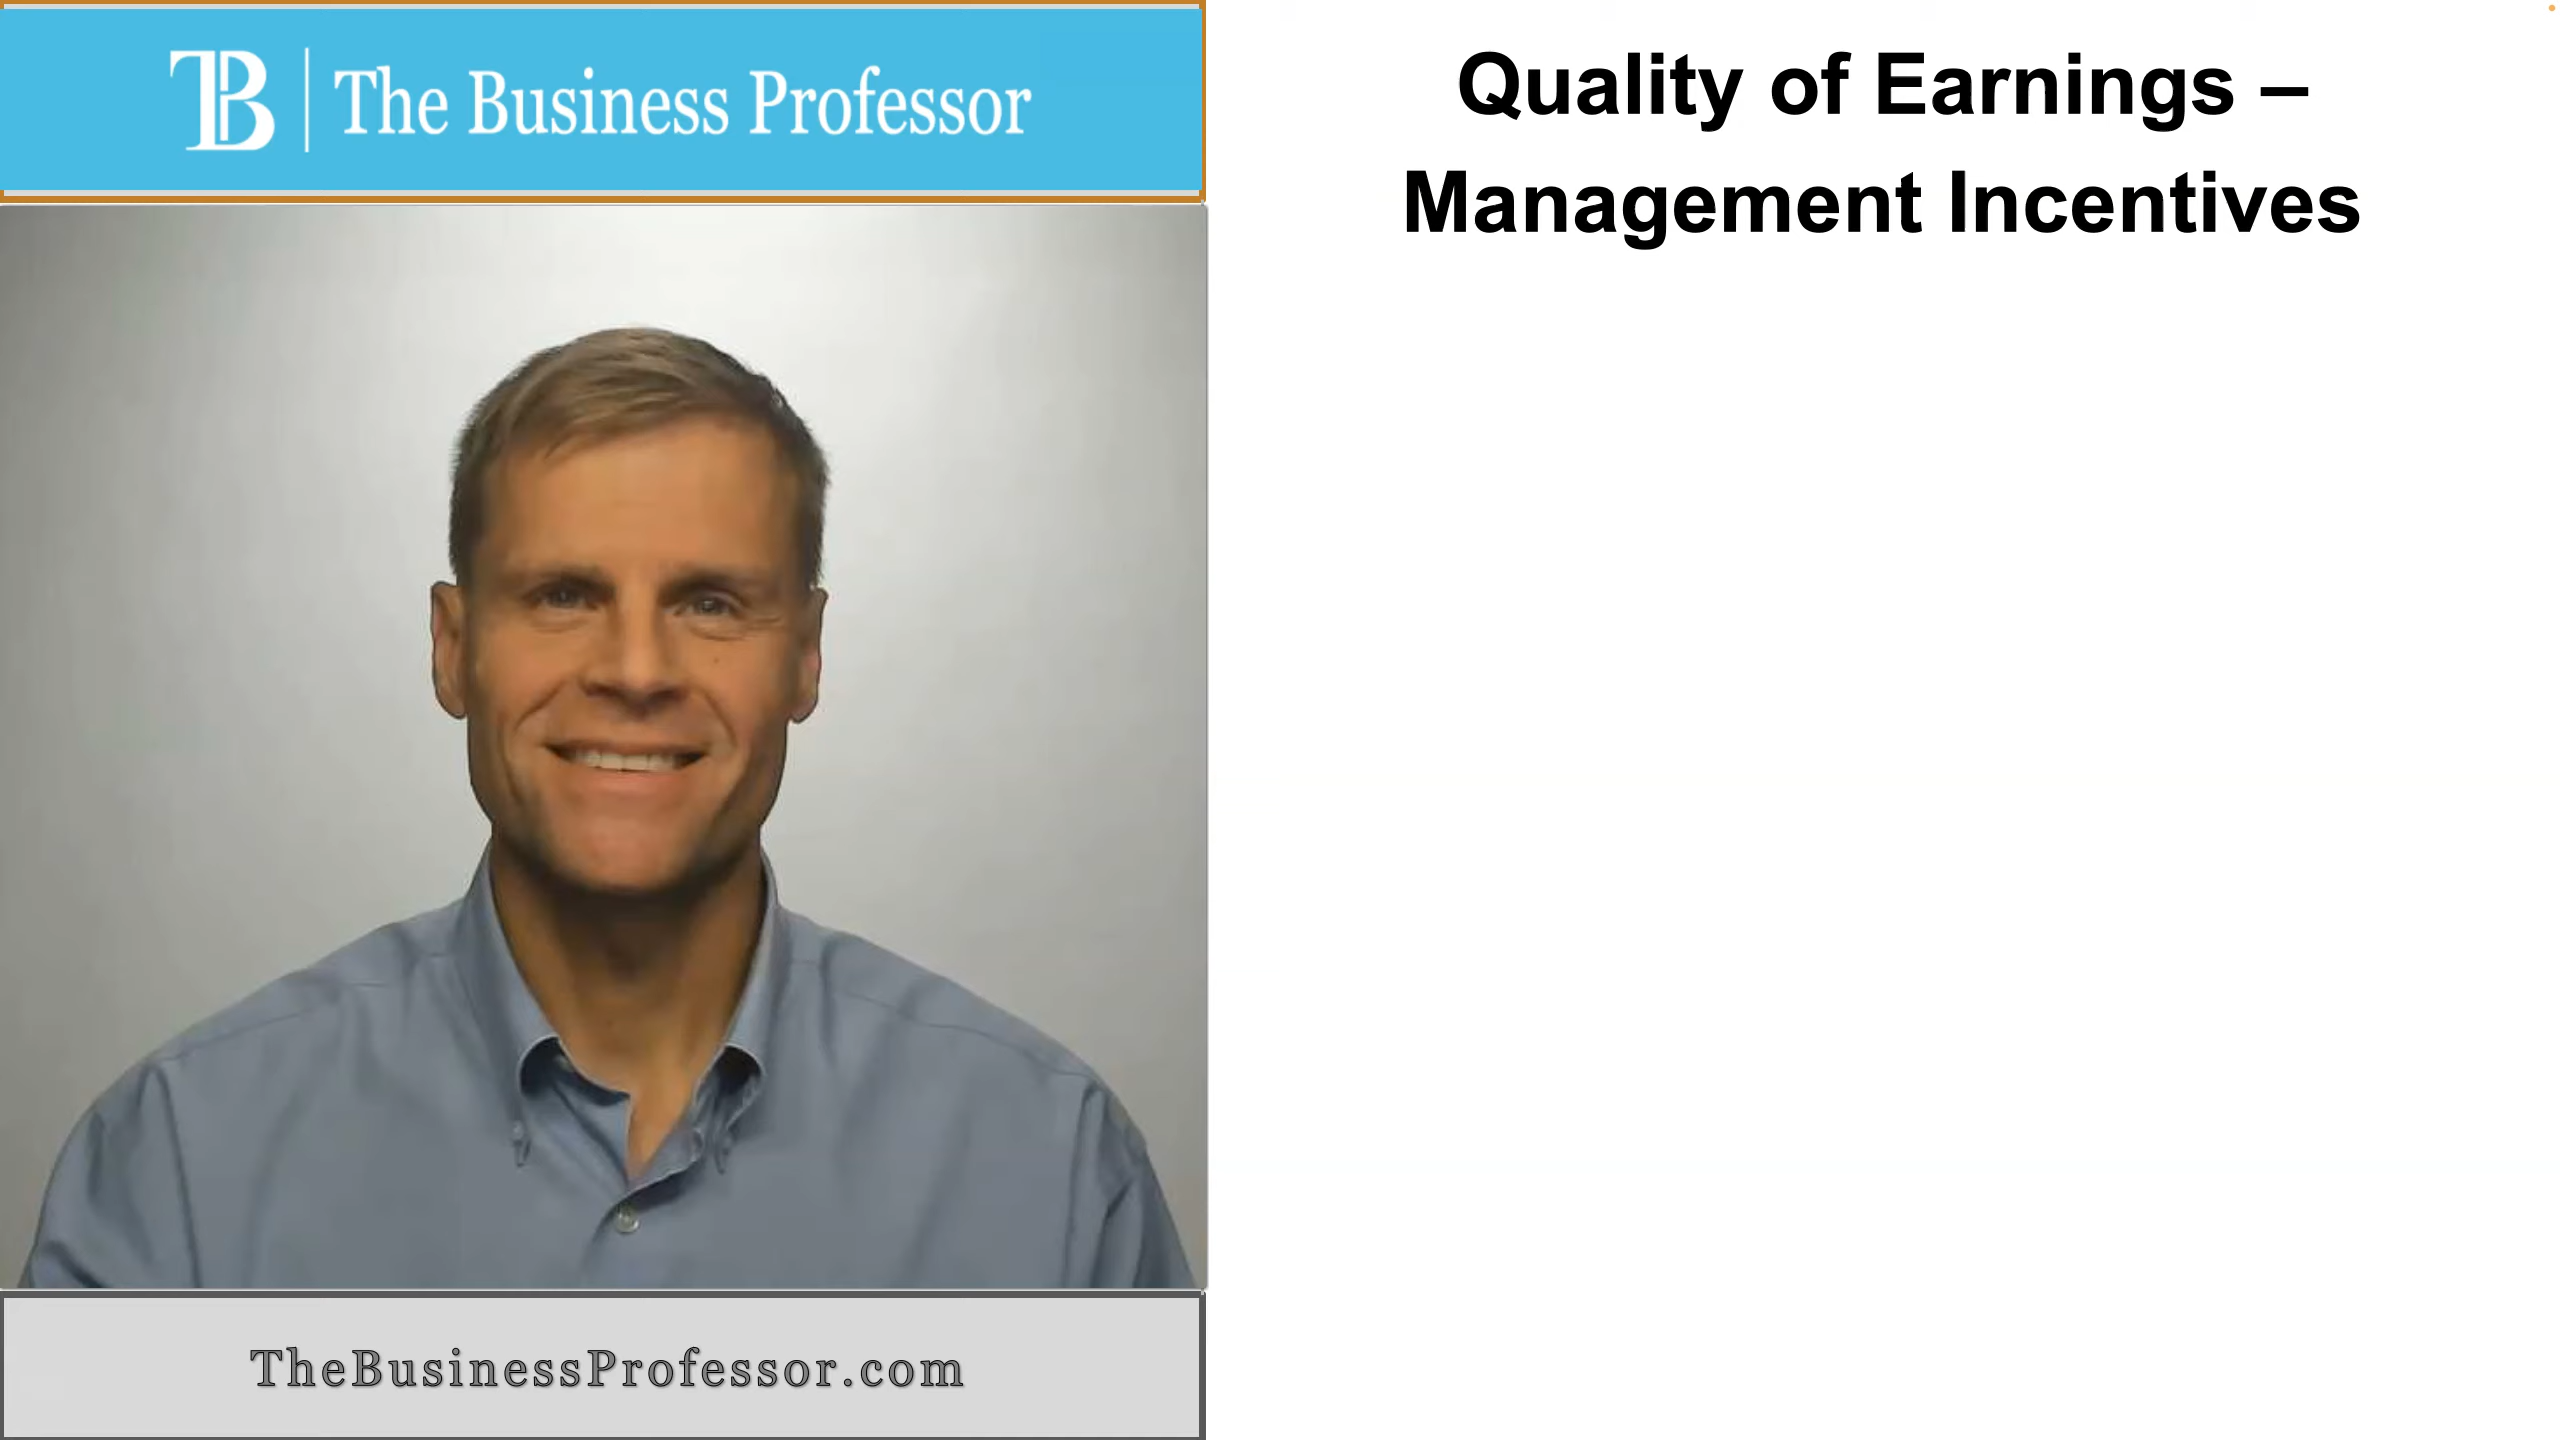 TB The Business Professor
Quality of Earnings –
Management Incentives
TheBusinessProfessor.com